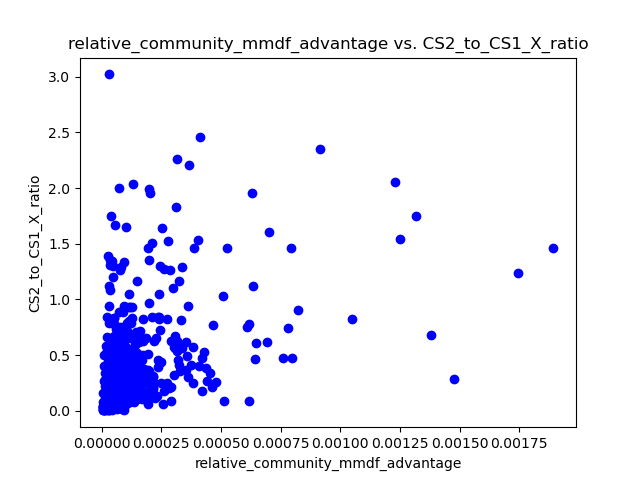 relative_community_mmdf_advantage vs. CS2_to_CS1_X_ratio
3.0
2.5
2.0
1.5
1.0
0.5
0.0
CS2_to_CS1_X_ratio
0.00000 0.00025 0.00050 0.00075 0.00100 0.00125 0.00150 0.00175
relative_community_mmdf_advantage